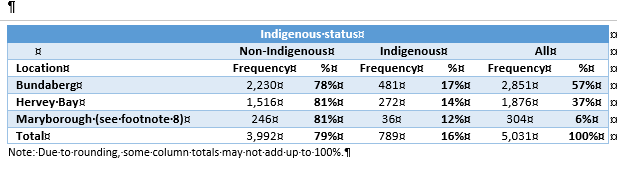 ¶
Indigenous·status¤
¤ Non-Indigenous¤ Indigenous¤ All¤ ¤
Location¤ Frequency¤ %¤ Frequency¤ %¤ Frequency¤ %¤ ¤
Bundaberg¤ 2,230¤ 78%¤ 481¤ 17%¤ 2,851¤ 57%¤ ¤
Hervey·Bay¤ 1,516¤ 81%¤ 272¤ 14%¤ 1,876¤ 37%¤ ¤
Maryborough·(see·footnote·8)¤ 246¤ 81%¤ 36¤ 12%¤ 304¤ 6%¤ ¤
Total¤ 3,992¤ 79%¤ 789¤ 16%¤ 5,031¤ 100%¤ ¤
Note:·Due·to·rounding,·some·column·totals·may·not·add·up·to·100%.¶